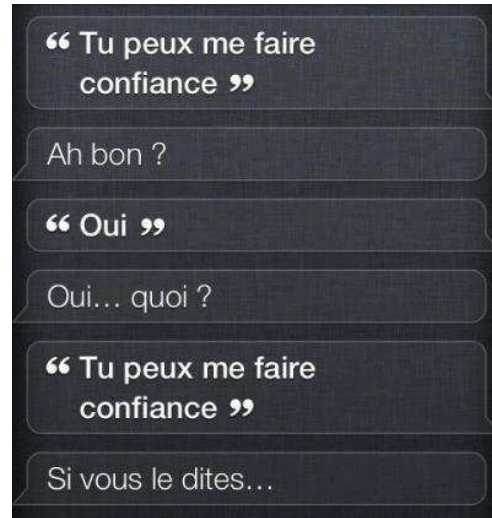 “ Tu peux me faire
confiance ”
Ah bon ?
“ Oui ”
Oui... quoi ?
“ Tu peux me faire
confiance ”
Si vous le dites...